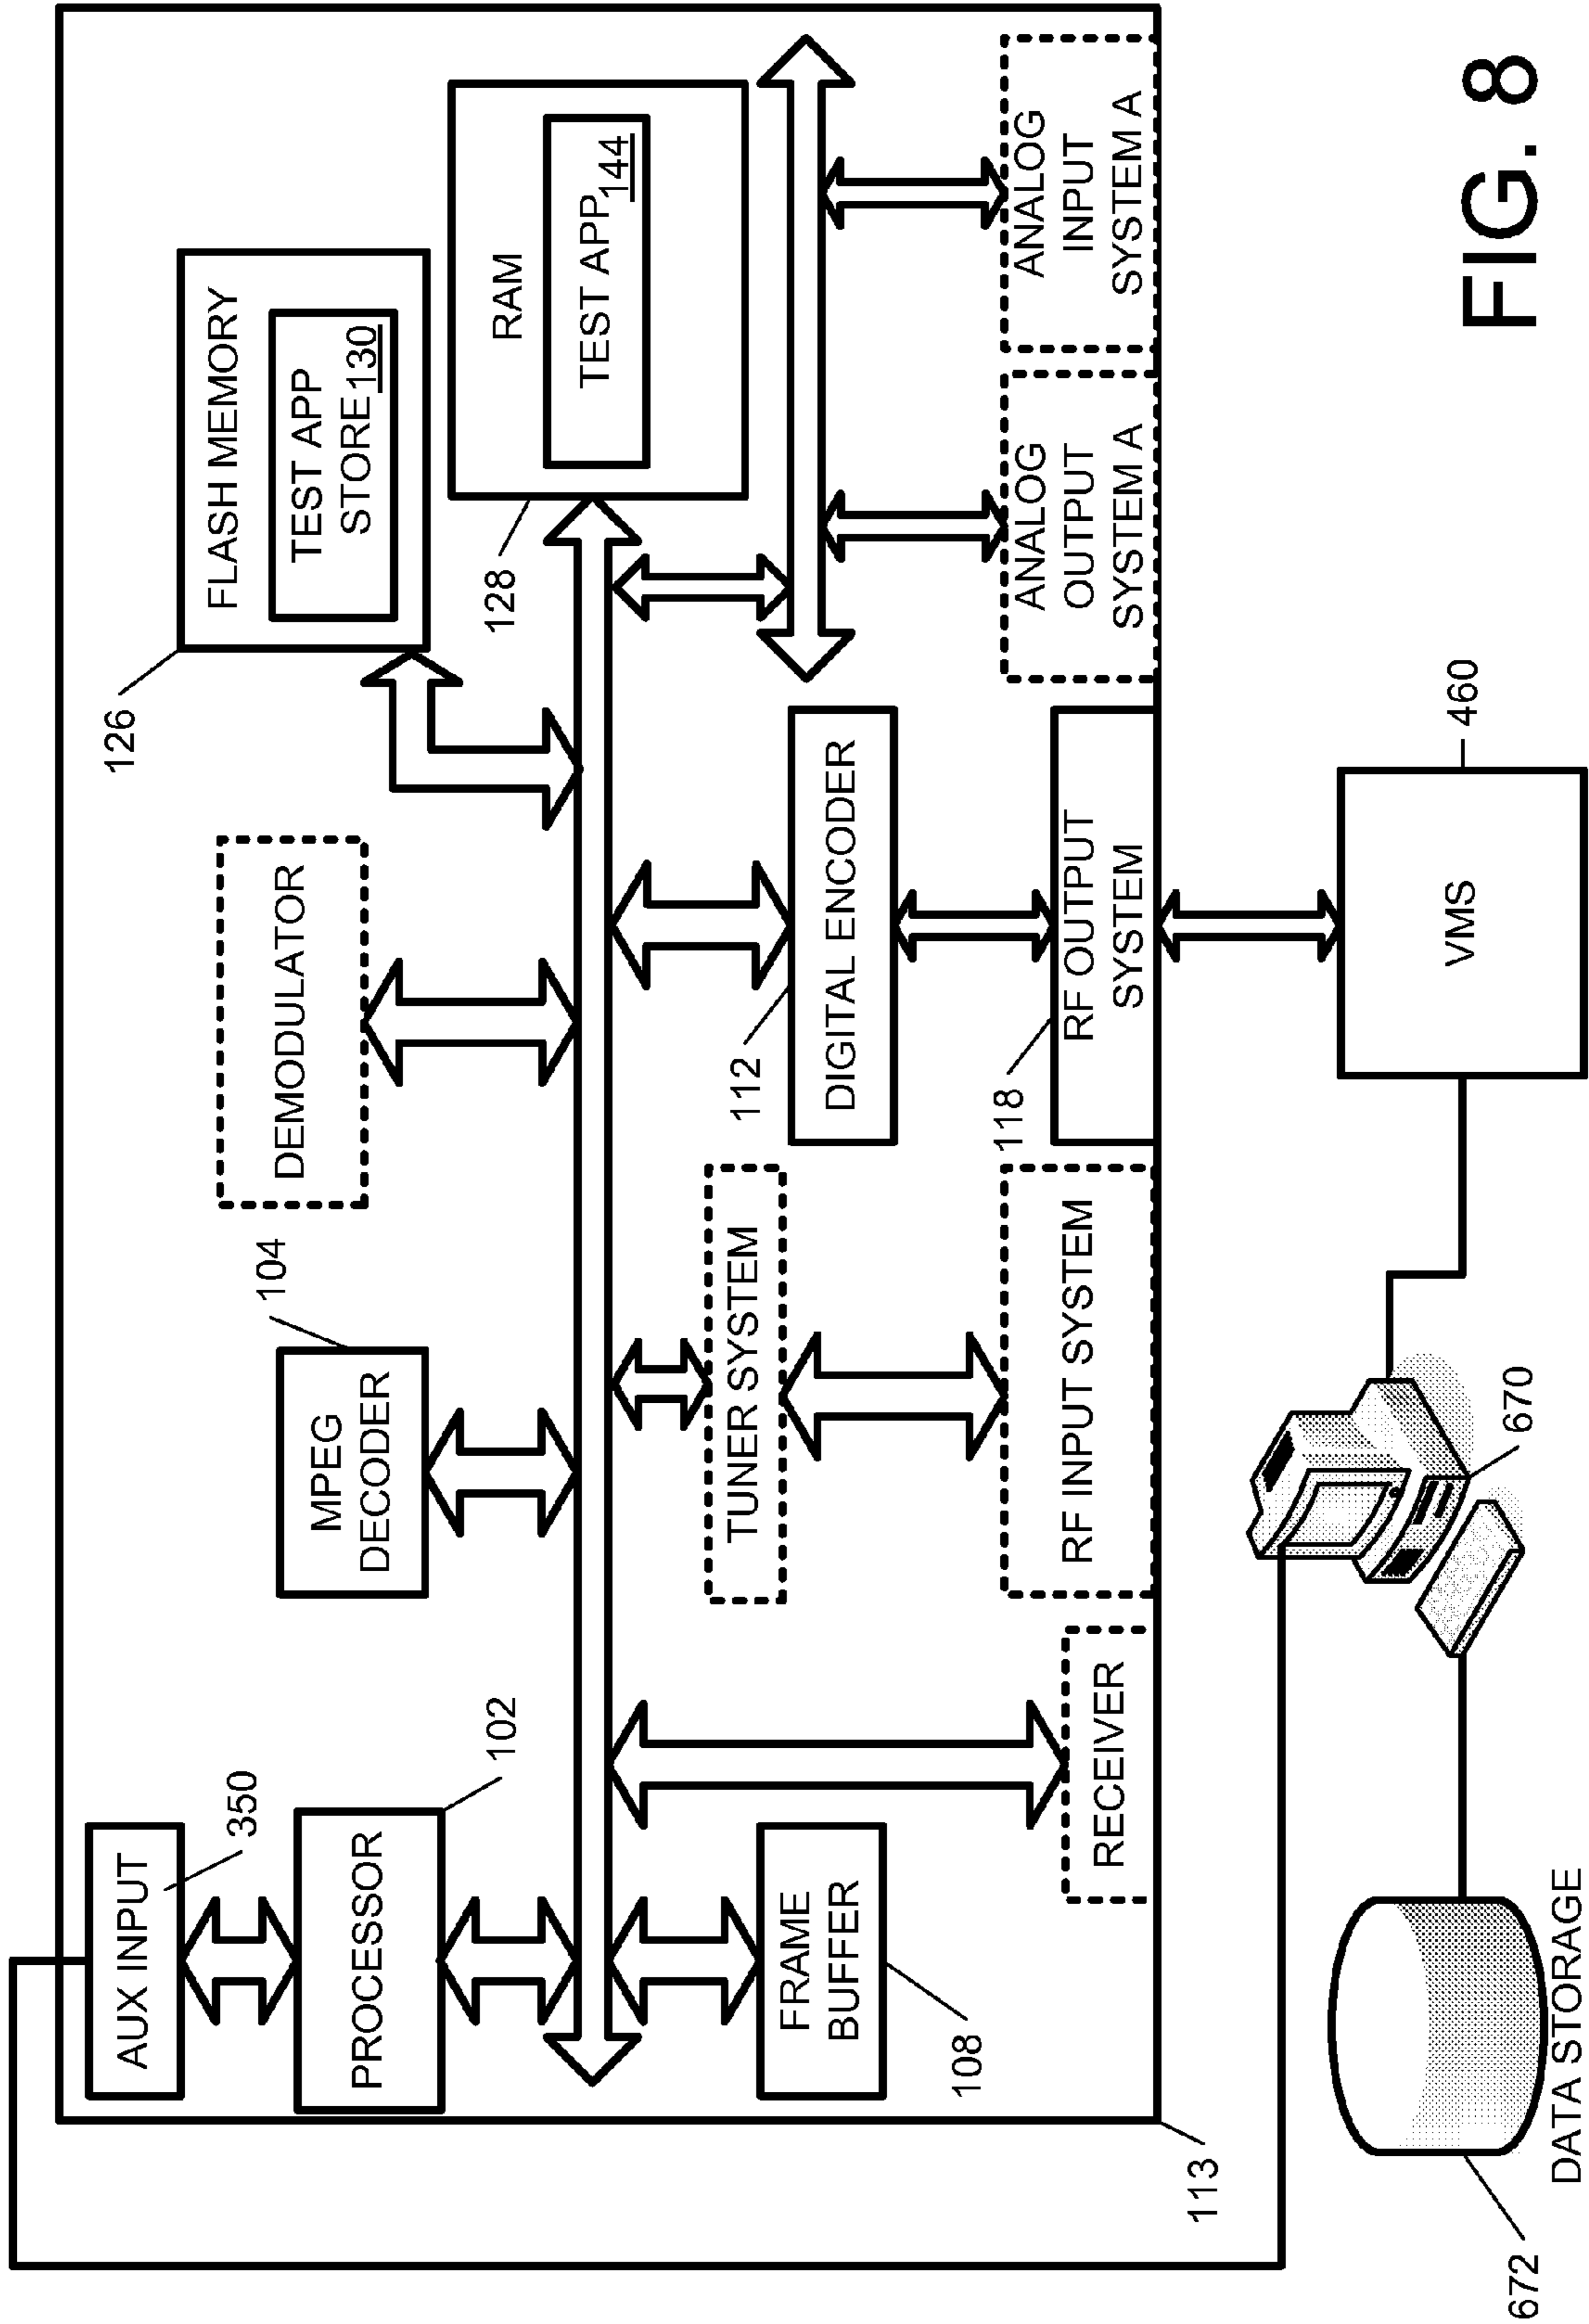 AUX INPUT
350
PROCESSOR
102
MPEG
DECODER
104
DEMODULATOR
126
FLASH MEMORY
TEST APP
STORE 130
128
RAM
TEST APP 144
FRAME
BUFFER
108
RECEIVER
TUNER SYSTEM
RF INPUT SYSTEM
112
DIGITAL ENCODER
118
RF OUTPUT
SYSTEM
ANALOG
OUTPUT
SYSTEM A
ANALOG
INPUT
SYSTEM A
113
672
DATA STORAGE
670
VMS
460
FIG. 8